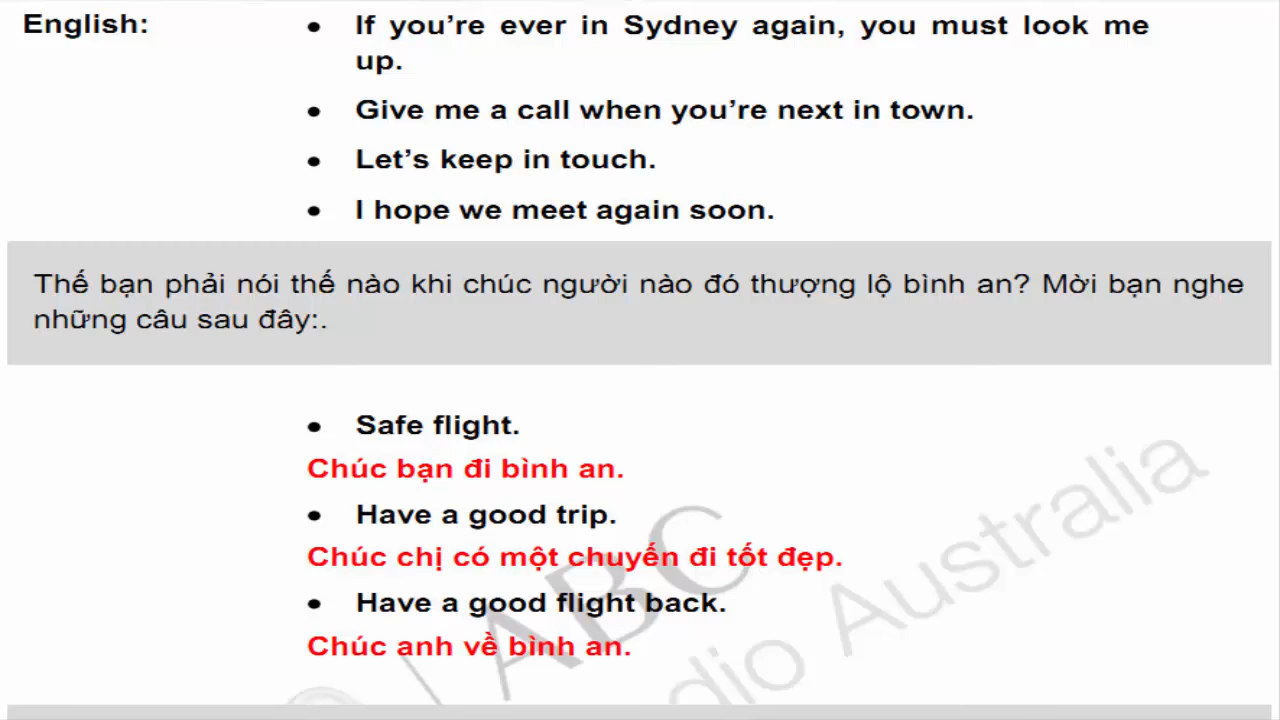 English:
• If you’re ever in Sydney again, you must look me
up.
• Give me a call when you’re next in town.
• Let’s keep in touch.
• I hope we meet again soon.
Thế bạn phải nói thế nào khi chúc người nào đó thượng lộ bình an? Mời bạn nghe
những câu sau đây:.
• Safe flight.
Chúc bạn đi bình an.
• Have a good trip.
Chúc chị có một chuyến đi tốt đẹp.
• Have a good flight back.
Chúc anh về bình an.
ABC
dio Australia